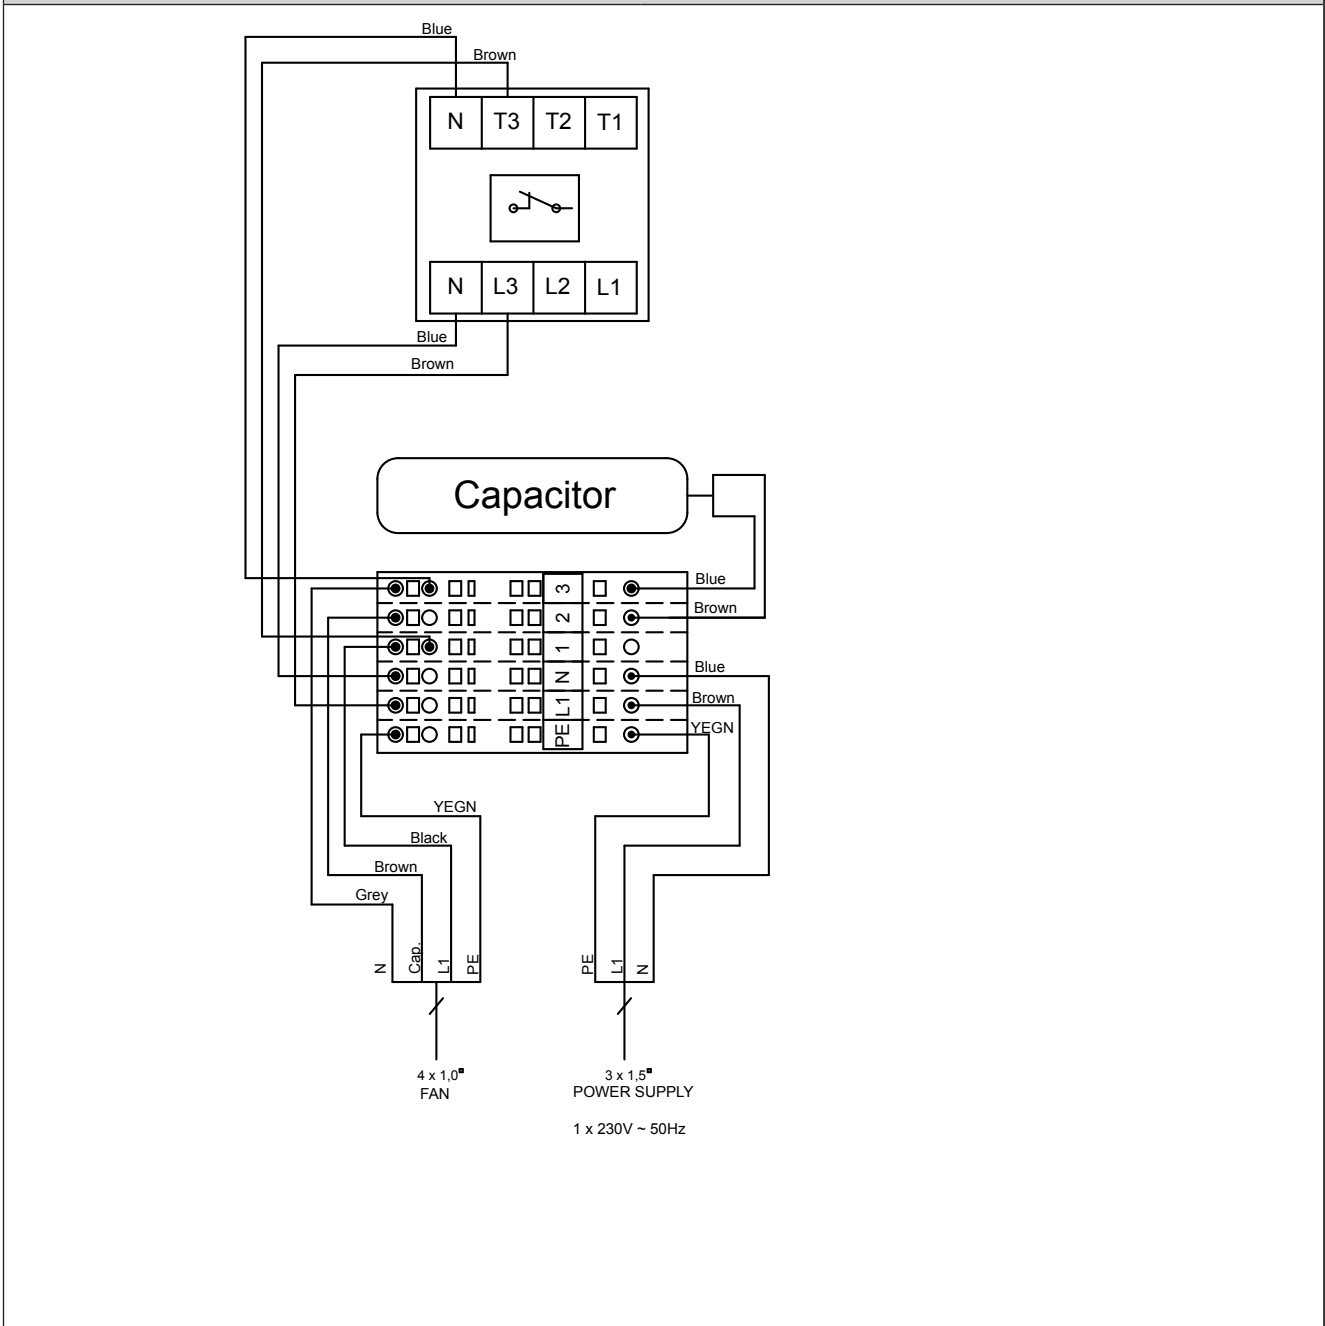 Blue
Brown
N T3 T2 T1
N L3 L2 L1
Blue
Brown
Capacitor
3 Blue
2 Brown
1
N Blue
L1 Brown
PE YEGN
YEGN
Black
Brown
Grey
N Cap. L1 PE
PE L1 N
4 x 1,0
FAN
3 x 1,5
POWER SUPPLY
1 x 230V ~ 50Hz